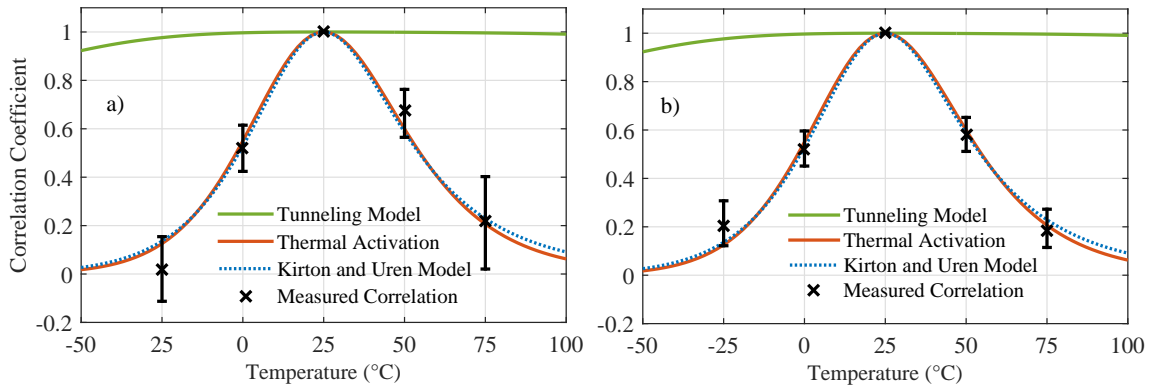 1
0.8
0.6
0.4
0.2
0
-0.2
Correlation Coefficient
a)
Tunneling Model
Thermal Activation
Kirton and Uren Model
Measured Correlation
-50 -25 0 25 50 75 100
Temperature (°C)
1
0.8
0.6
0.4
0.2
0
-0.2
b)
Tunneling Model
Thermal Activation
Kirton and Uren Model
Measured Correlation
-50 -25 0 25 50 75 100
Temperature (°C)